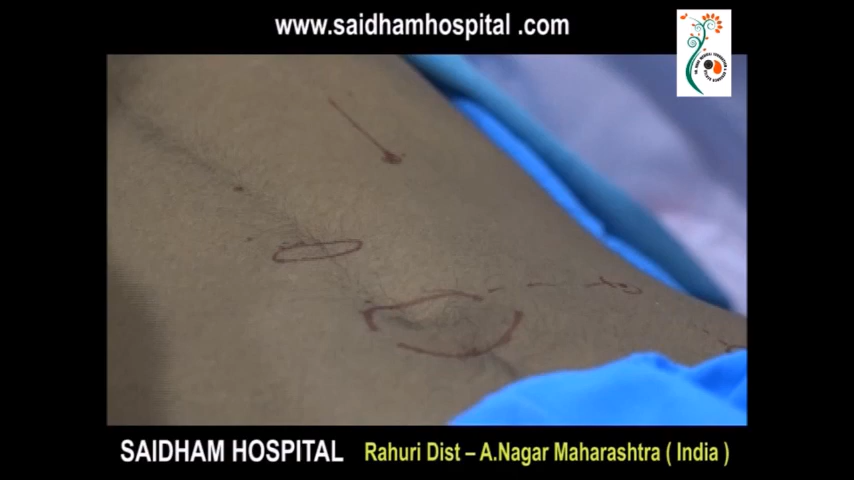 www.saidhamhospital .com
SAIDHAM HOSPITAL Rahuri Dist – A.Nagar Maharashtra ( India )